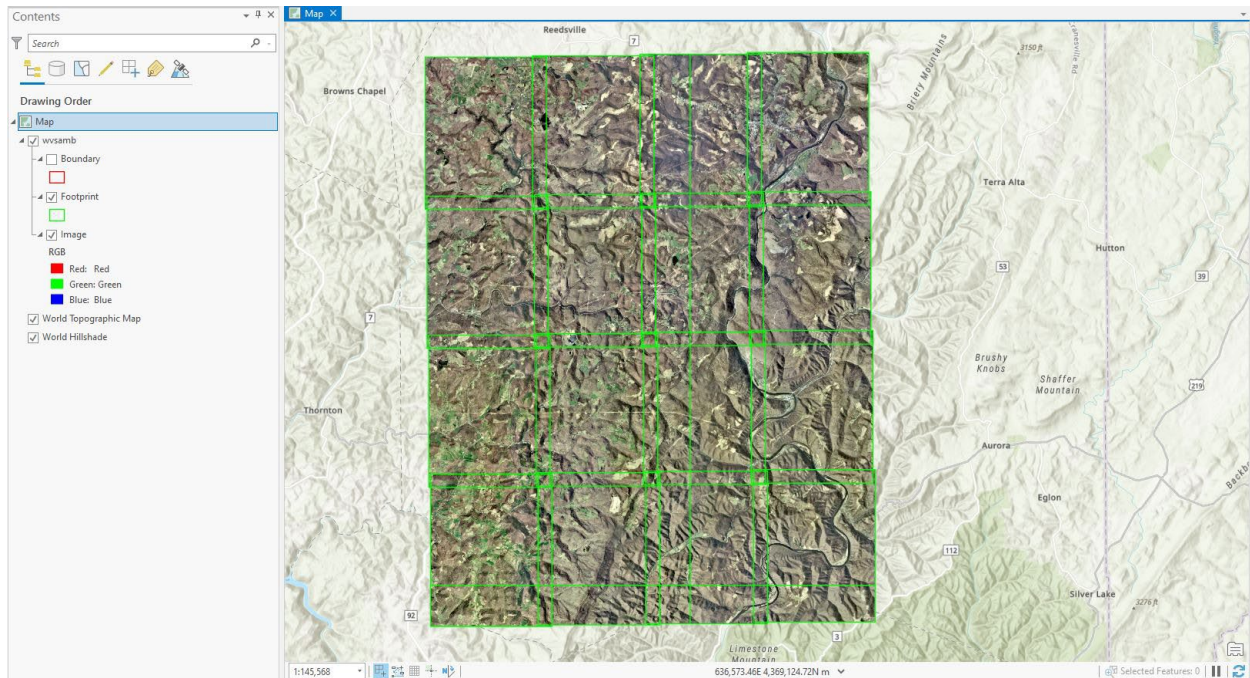 Contents
Search
Drawing Order
Map
wvsamb
Boundary
Footprint
Image
RGB
Red: Red
Green: Green
Blue: Blue
World Topographic Map
World Hillshade
Map
Reedsville
7
Browns Chapel
Briery Mountains
3150 ft
Cranesville Rd
Terra Alta
Hutton
53
39
7
Brushy
Knobs
Shaffer
Mountain
219
Thornton
Aurora
Eglon
112
Silver Lake
3276 ft
92
3
Limestone
Mountain
1:145,568
636,573.46E 4,369,124.72N m
Selected Features: 0